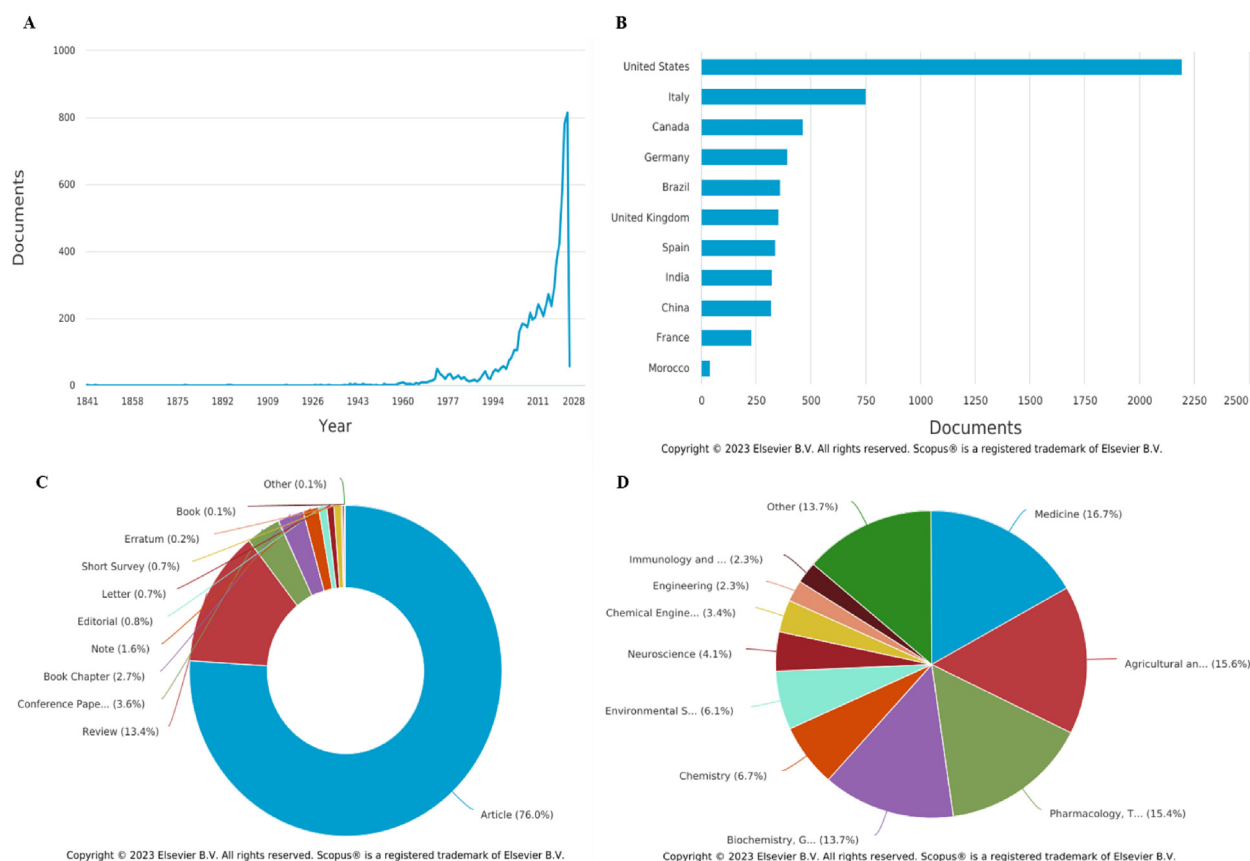 A
1000
800
600
400
200
0
Documents
1841 1858 1875 1892 1909 1926 1943 1960 1977 1994 2011 2028
Year
B
United States
Italy
Canada
Germany
Brazil
United Kingdom
Spain
India
China
France
Morocco
0 250 500 750 1000 1250 1500 1750 2000 2250 2500
Documents
Copyright © 2023 Elsevier B.V. All rights reserved. Scopus® is a registered trademark of Elsevier B.V.
C
Other (0.1%)
Book (0.1%)
Erratum (0.2%)
Short Survey (0.7%)
Letter (0.7%)
Editorial (0.8%)
Note (1.6%)
Book Chapter (2.7%)
Conference Pape... (3.6%)
Review (13.4%)
Article (76.0%)
Copyright © 2023 Elsevier B.V. All rights reserved. Scopus® is a registered trademark of Elsevier B.V.
D
Other (13.7%)
Medicine (16.7%)
Immunology and ... (2.3%)
Engineering (2.3%)
Chemical Engine... (3.4%)
Neuroscience (4.1%)
Agricultural an... (15.6%)
Environmental S... (6.1%)
Chemistry (6.7%)
Pharmacology, T... (15.4%)
Biochemistry, G... (13.7%)
Copyright © 2023 Elsevier B.V. All rights reserved. Scopus® is a registered trademark of Elsevier B.V.